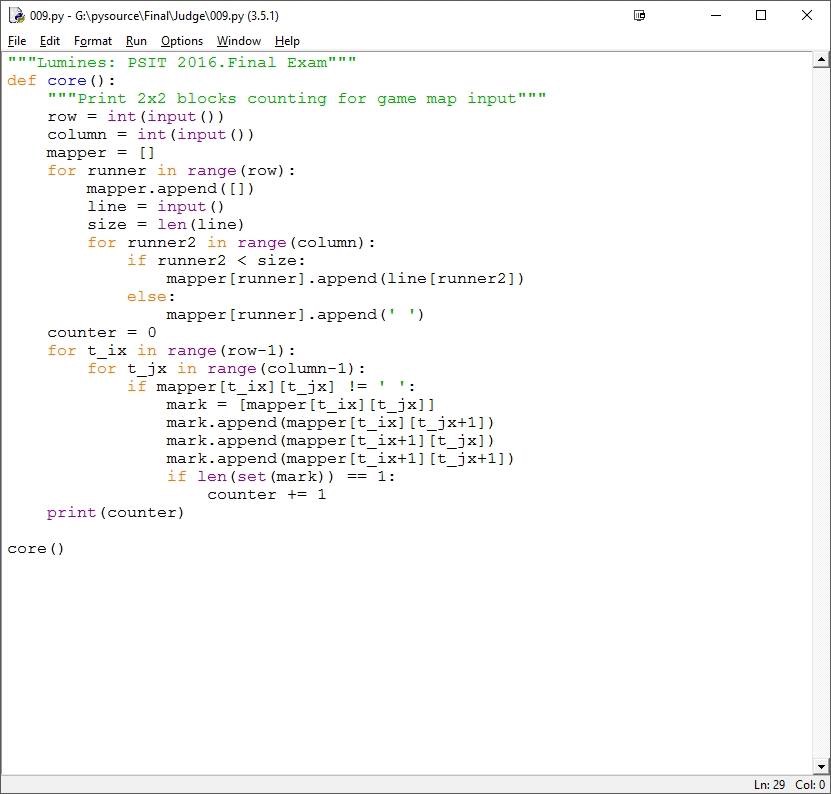 009.py - G:\pysource\Final\Judge\009.py (3.5.1)
File Edit Format Run Options Window Help
"""Lumines: PSIT 2016.Final Exam"""
def core():
    """Print 2x2 blocks counting for game map input"""
    row = int(input())
    column = int(input())
    mapper = []
    for runner in range(row):
        mapper.append([])
        line = input()
        size = len(line)
        for runner2 in range(column):
            if runner2 < size:
                mapper[runner].append(line[runner2])
            else:
                mapper[runner].append(' ')
    counter = 0
    for t_ix in range(row-1):
        for t_jx in range(column-1):
            if mapper[t_ix][t_jx] != ' ':
                mark = [mapper[t_ix][t_jx]]
                mark.append(mapper[t_ix][t_jx+1])
                mark.append(mapper[t_ix+1][t_jx])
                mark.append(mapper[t_ix+1][t_jx+1])
                if len(set(mark)) == 1:
                    counter += 1
    print(counter)

core()
Ln: 29 Col: 0